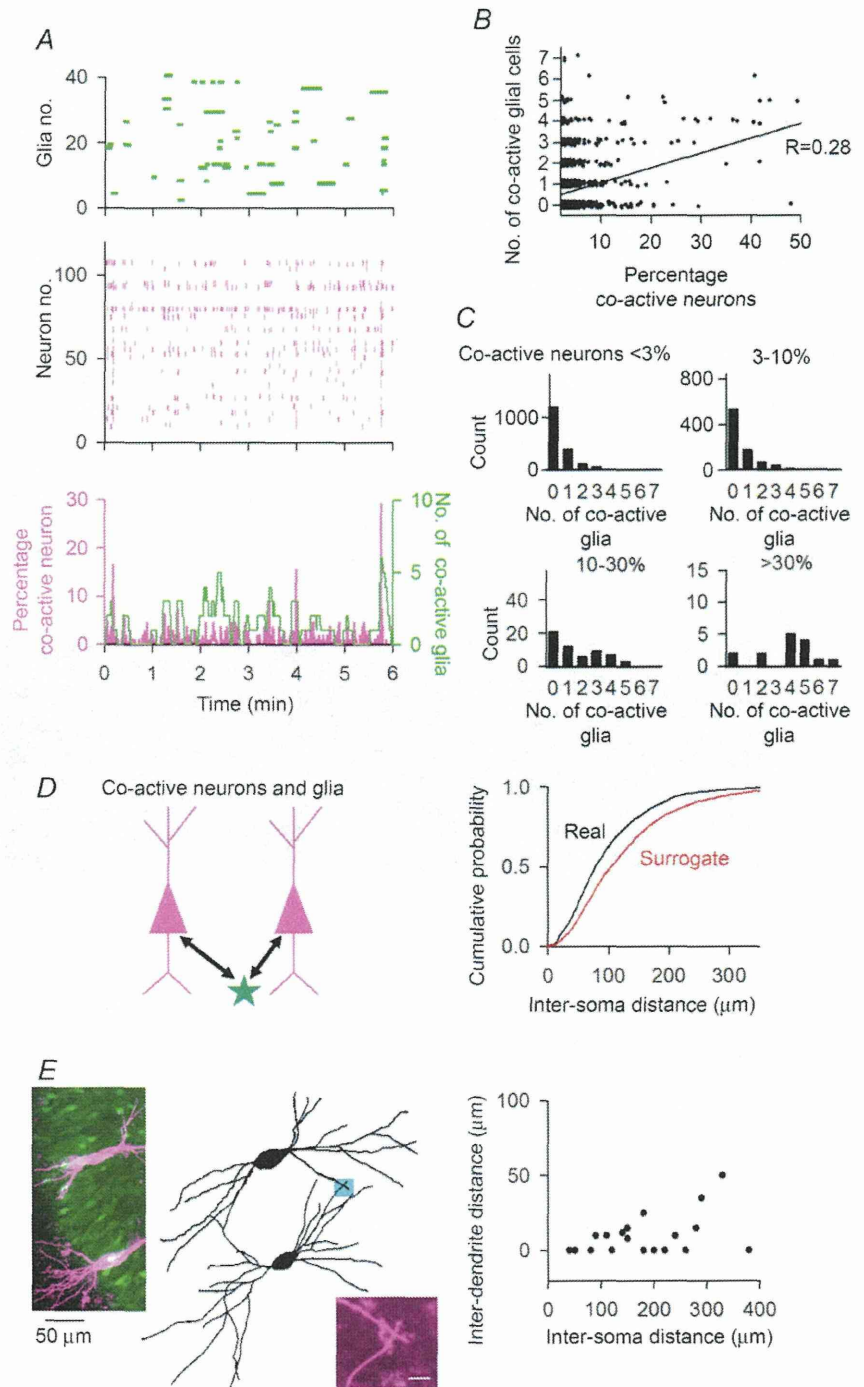 A
40
20
0
Glia no.
100
50
0
Neuron no.
30
20
10
0
Percentage
co-active neuron
10
5
0
No. of co-active glia
0 1 2 3 4 5 6
Time (min)
B
7
6
5
4
3
2
1
0
No. of co-active glial cells
R=0.28
10 20 30 40 50
Percentage
co-active neurons
C
Co-active neurons <3%
1000
0
Count
0 1 2 3 4 5 6 7
No. of co-active
glia
3-10%
800
400
0
0 1 2 3 4 5 6 7
No. of co-active
glia
10-30%
40
20
0
Count
0 1 2 3 4 5 6 7
No. of co-active
glia
>30%
15
10
5
0
0 1 2 3 4 5 6 7
No. of co-active
glia
D
Co-active neurons and glia
1.0
0.5
0.0
Cumulative probability
Real
Surrogate
0 100 200 300
Inter-soma distance (μm)
E
50 μm
100
50
0
Inter-dendrite distance (μm)
0 100 200 300 400
Inter-soma distance (μm)